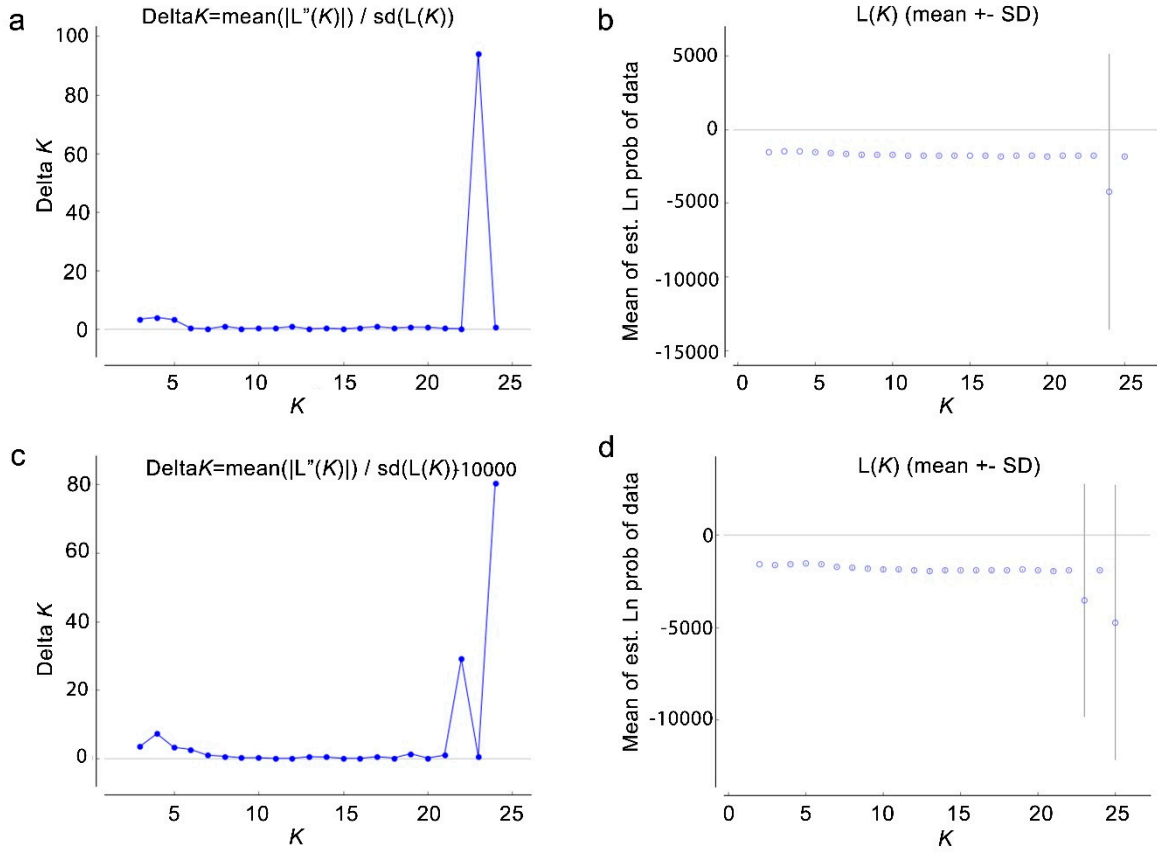 a
DeltaK=mean(|L”(K)|) / sd(L(K))
Delta K
100
80
60
40
20
0
5
10
15
20
25
K
b
L(K) (mean +- SD)
Mean of est. Ln prob of data
5000
0
-5000
-10000
-15000
0
5
10
15
20
25
K
c
DeltaK=mean(|L”(K)|) / sd(L(K))-10000
Delta K
80
60
40
20
0
5
10
15
20
25
K
d
L(K) (mean +- SD)
Mean of est. Ln prob of data
0
-5000
-10000
0
5
10
15
20
25
K